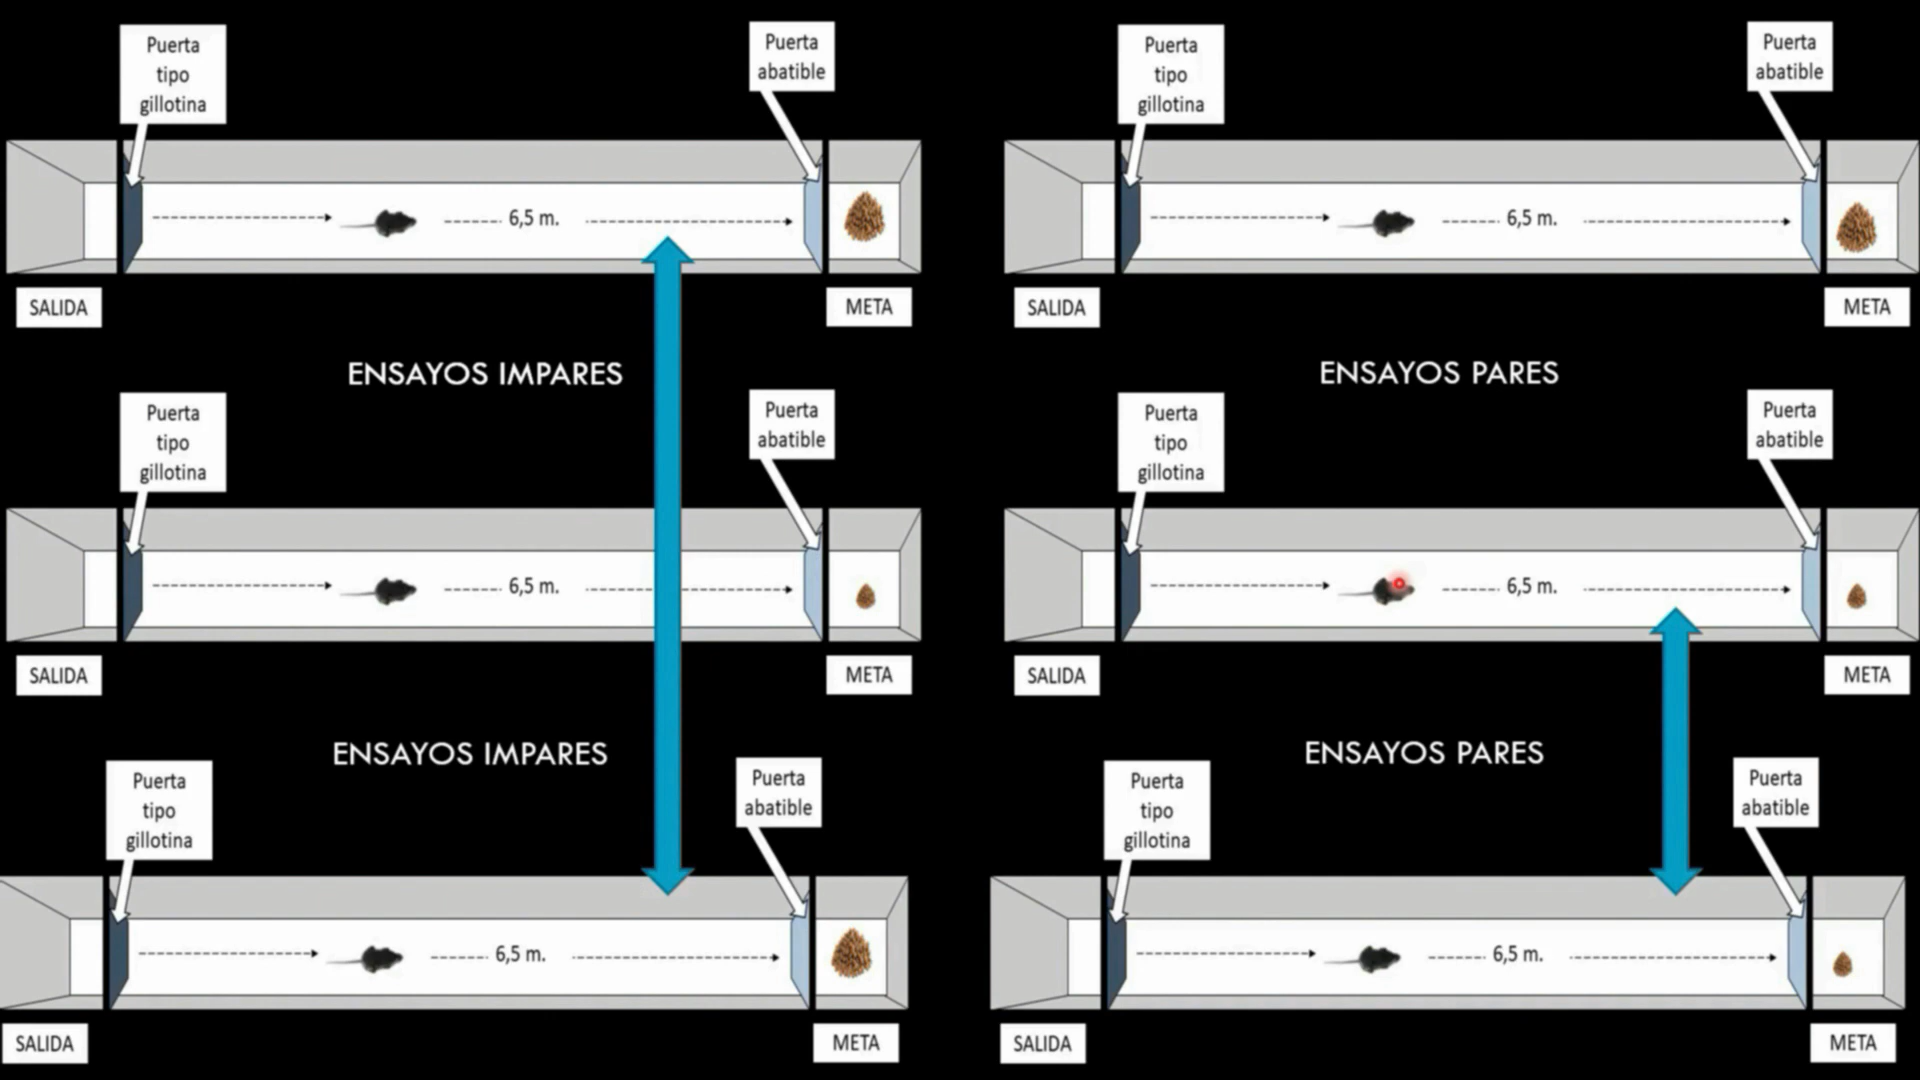 Puerta
tipo
gillotina
Puerta
abatible
6,5 m.
SALIDA
META
Puerta
tipo
gillotina
Puerta
abatible
6,5 m.
SALIDA
META
ENSAYOS IMPARES
ENSAYOS PARES
Puerta
tipo
gillotina
Puerta
abatible
6,5 m.
SALIDA
META
Puerta
tipo
gillotina
Puerta
abatible
6,5 m.
SALIDA
META
ENSAYOS IMPARES
ENSAYOS PARES
Puerta
tipo
gillotina
Puerta
abatible
6,5 m.
SALIDA
META
Puerta
tipo
gillotina
Puerta
abatible
6,5 m.
SALIDA
META